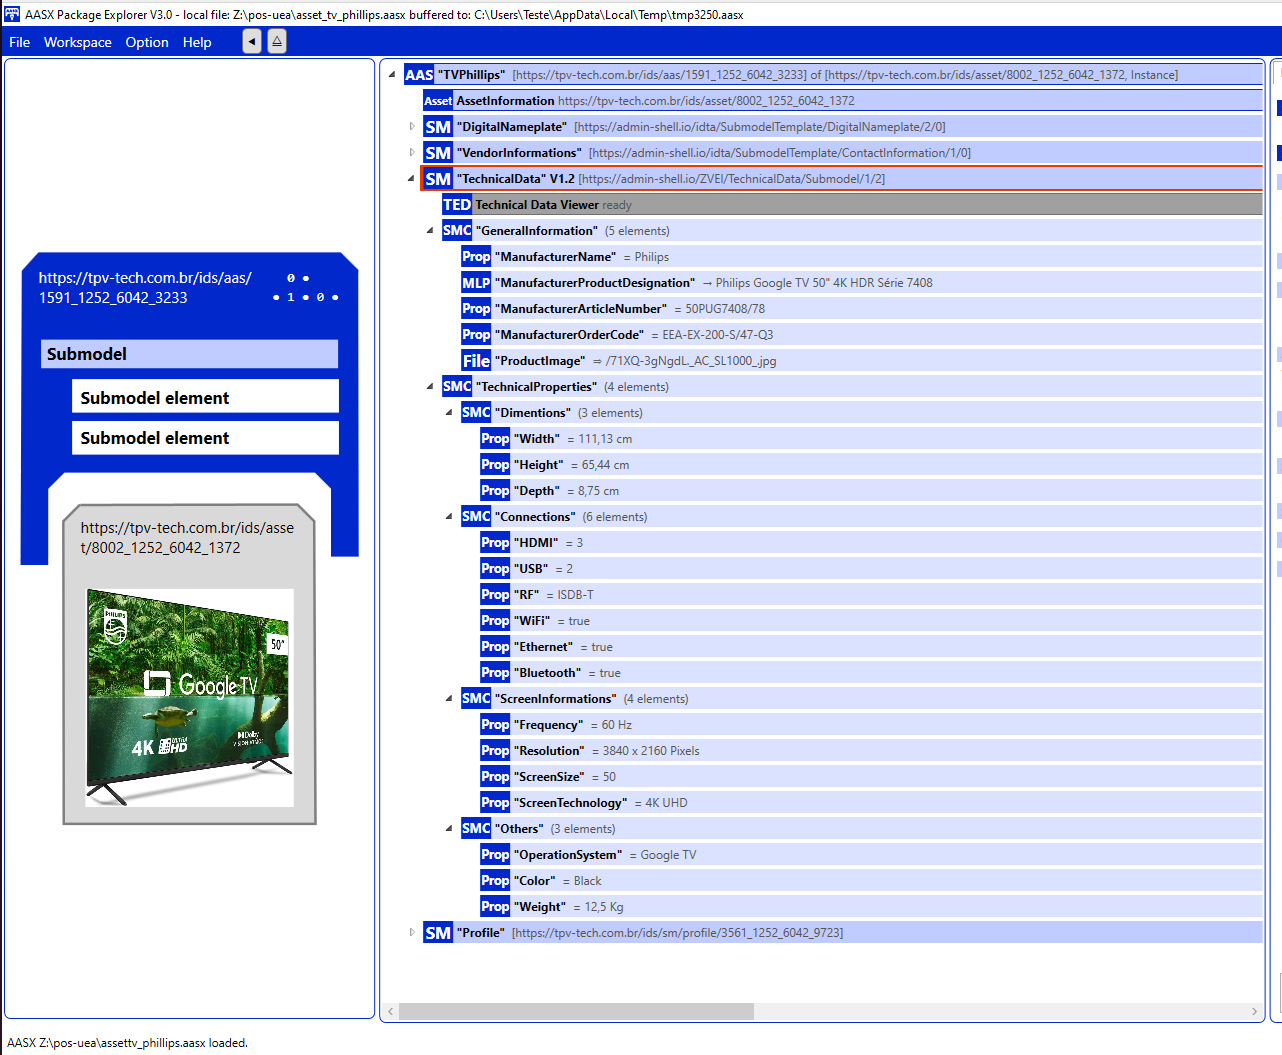 AASX Package Explorer V3.0 - local file: Z:\pos-uea\asset_tv_phillips.aasx buffered to: C:\Users\Teste\AppData\Local\Temp\tmp3250.aasx
File Workspace Option Help
https://tpv-tech.com.br/ids/aas/
1591_1252_6042_3233
0
1 0
Submodel
Submodel element
Submodel element
https://tpv-tech.com.br/ids/asse
t/8002_1252_6042_1372
PHILIPS
50"
Google TV
4K ULTRA HD
Dolby
AAS "TVPhillips" [https://tpv-tech.com.br/ids/aas/1591_1252_6042_3233] of [https://tpv-tech.com.br/ids/asset/8002_1252_6042_1372, Instance]
Asset AssetInformation https://tpv-tech.com.br/ids/asset/8002_1252_6042_1372
SM "DigitalNameplate" [https://admin-shell.io/idta/SubmodelTemplate/DigitalNameplate/2/0]
SM "VendorInformations" [https://admin-shell.io/idta/SubmodelTemplate/ContactInformation/1/0]
SM "TechnicalData" V1.2 [https://admin-shell.io/ZVEI/TechnicalData/Submodel/1/2]
TED Technical Data Viewer ready
SMC "GeneralInformation" (5 elements)
Prop "ManufacturerName" = Philips
MLP "ManufacturerProductDesignation" → Philips Google TV 50" 4K HDR Série 7408
Prop "ManufacturerArticleNumber" = 50PUG7408/78
Prop "ManufacturerOrderCode" = EEA-EX-200-S/47-Q3
File "ProductImage" ⇒ /71XQ-3gNgdL._AC_SL1000_.jpg
SMC "TechnicalProperties" (4 elements)
SMC "Dimentions" (3 elements)
Prop "Width" = 111,13 cm
Prop "Height" = 65,44 cm
Prop "Depth" = 8,75 cm
SMC "Connections" (6 elements)
Prop "HDMI" = 3
Prop "USB" = 2
Prop "RF" = ISDB-T
Prop "WiFi" = true
Prop "Ethernet" = true
Prop "Bluetooth" = true
SMC "ScreenInformations" (4 elements)
Prop "Frequency" = 60 Hz
Prop "Resolution" = 3840 x 2160 Pixels
Prop "ScreenSize" = 50
Prop "ScreenTechnology" = 4K UHD
SMC "Others" (3 elements)
Prop "OperationSystem" = Google TV
Prop "Color" = Black
Prop "Weight" = 12,5 Kg
SM "Profile" [https://tpv-tech.com.br/ids/sm/profile/3561_1252_6042_9723]
AASX Z:\pos-uea\assettv_phillips.aasx loaded.